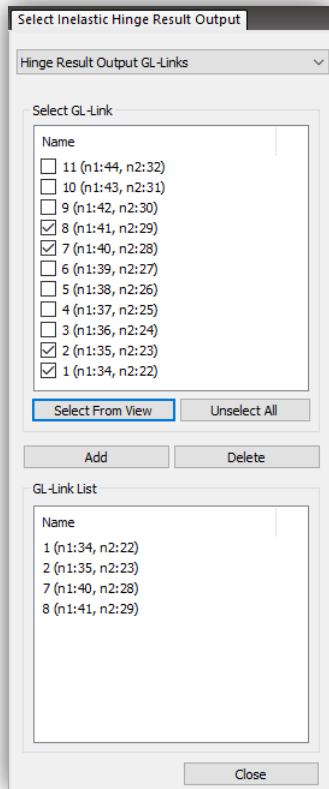 Select Inelastic Hinge Result Output
Hinge Result Output GL-Links
Select GL-Link
Name
11 (n1:44, n2:32)
10 (n1:43, n2:31)
9 (n1:42, n2:30)
8 (n1:41, n2:29)
7 (n1:40, n2:28)
6 (n1:39, n2:27)
5 (n1:38, n2:26)
4 (n1:37, n2:25)
3 (n1:36, n2:24)
2 (n1:35, n2:23)
1 (n1:34, n2:22)
Select From View Unselect All
Add Delete
GL-Link List
Name
1 (n1:34, n2:22)
2 (n1:35, n2:23)
7 (n1:40, n2:28)
8 (n1:41, n2:29)
Close